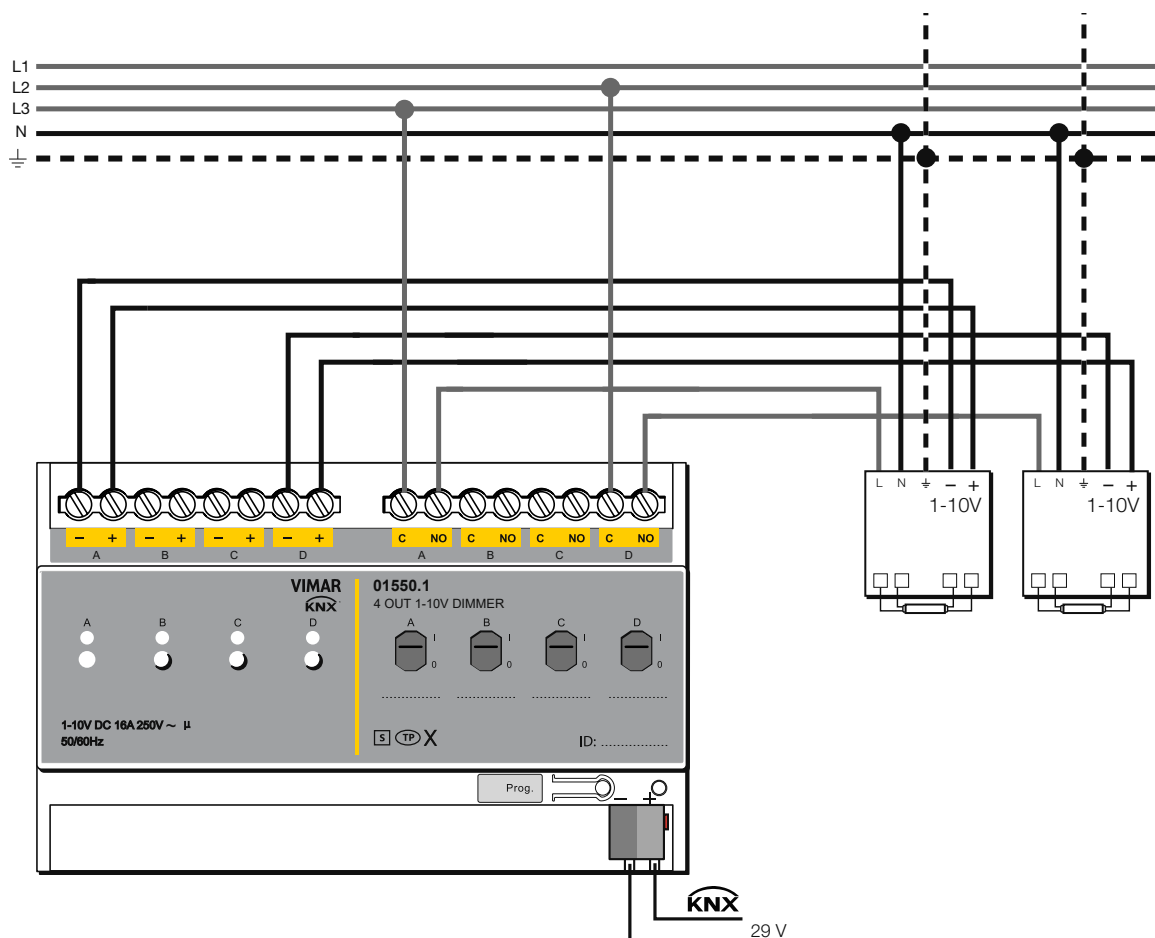 L1
L2
L3
N
L N − +
1-10V
L N − +
1-10V
− + − + − + − +
A B C D
C NO C NO C NO C NO
A B C D
VIMAR
KNX
01550.1
4 OUT 1-10V DIMMER
A B C D
A B C D
I I I I
0 0 0 0
1-10V DC 16A 250V ~ µ
50/60Hz
S TP X
ID: .................
Prog.
− +
KNX
29 V